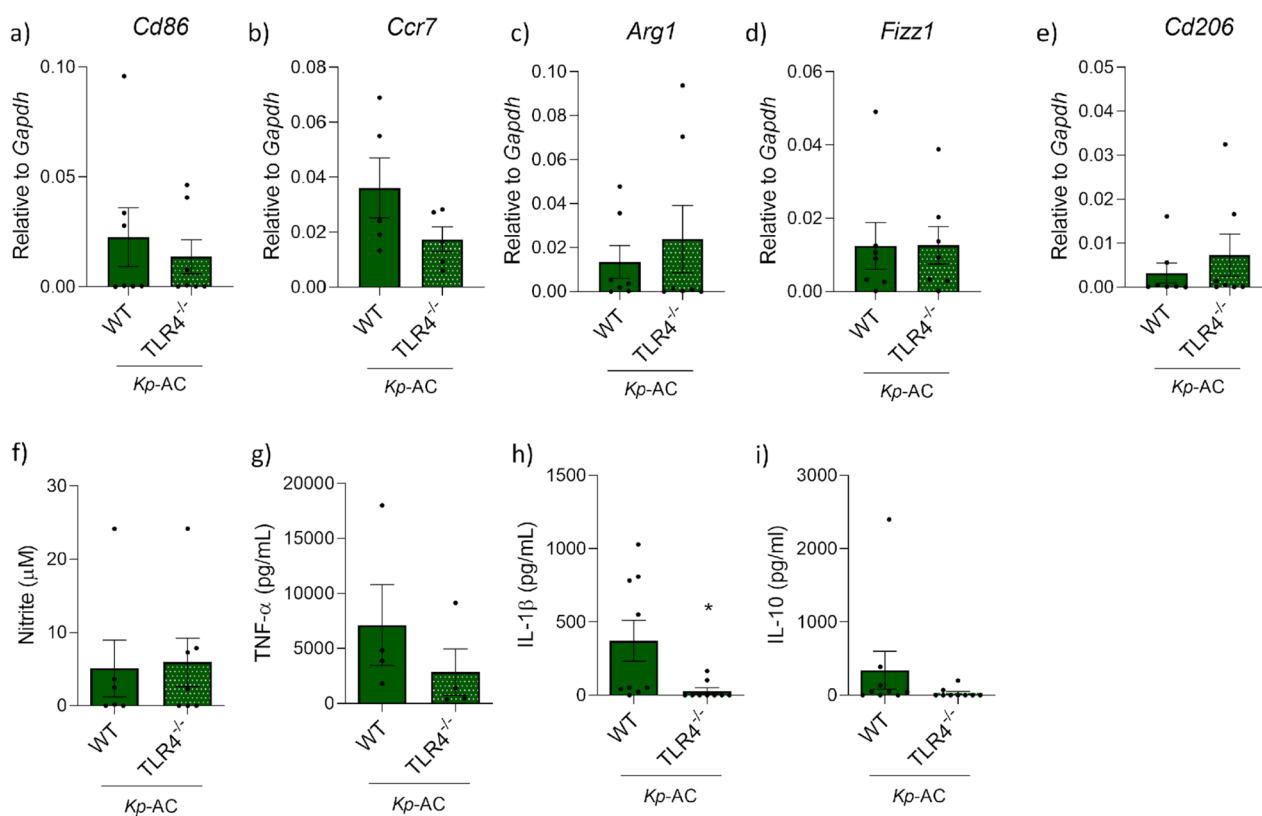 a) Cd86
Relative to Gapdh
0.10
0.05
0.00
WT
TLR4-/-
Kp-AC
b) Ccr7
Relative to Gapdh
0.08
0.06
0.04
0.02
0.00
WT
TLR4-/-
Kp-AC
c) Arg1
Relative to Gapdh
0.10
0.08
0.06
0.04
0.02
0.00
WT
TLR4-/-
Kp-AC
d) Fizz1
Relative to Gapdh
0.06
0.04
0.02
0.00
WT
TLR4-/-
Kp-AC
e) Cd206
Relative to Gapdh
0.05
0.04
0.03
0.02
0.01
0.00
WT
TLR4-/-
Kp-AC
f)
Nitrite (μM)
30
20
10
0
WT
TLR4-/-
Kp-AC
g)
TNF-α (pg/mL)
20000
15000
10000
5000
0
WT
TLR4-/-
Kp-AC
h)
IL-1β (pg/mL)
1500
1000
500
0
*
WT
TLR4-/-
Kp-AC
i)
IL-10 (pg/ml)
3000
2000
1000
0
WT
TLR4-/-
Kp-AC